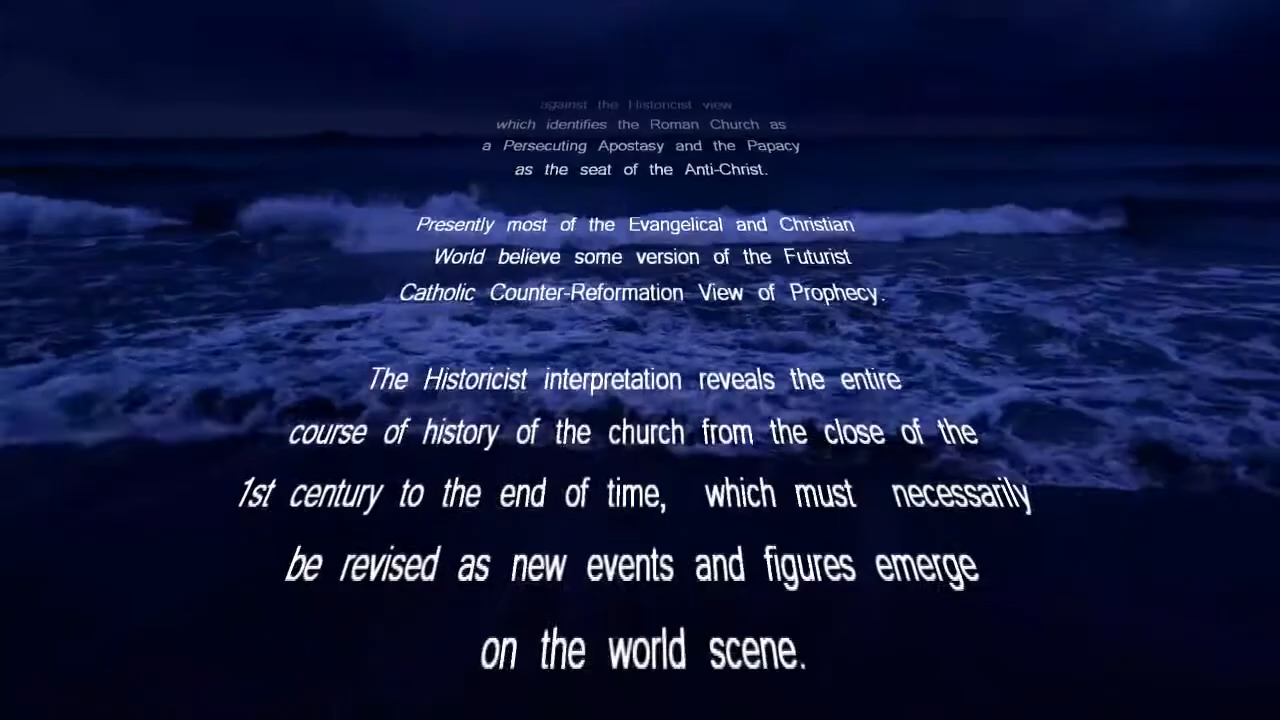 against the Historicist view
which identifies the Roman Church as
a Persecuting Apostasy and the Papacy
as the seat of the Anti-Christ.
Presently most of the Evangelical and Christian
World believe some version of the Futurist
Catholic Counter-Reformation View of Prophecy.
The Historicist interpretation reveals the entire
course of history of the church from the close of the
1st century to the end of time, which must necessarily
be revised as new events and figures emerge
on the world scene.